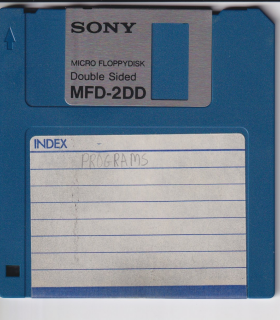 SONY
MICRO FLOPPYDISK
Double Sided
MFD-2DD
INDEX
PROGRAMS